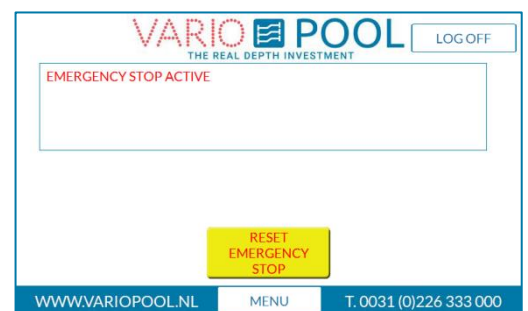 VARIO POOL
THE REAL DEPTH INVESTMENT
LOG OFF
EMERGENCY STOP ACTIVE
RESET
EMERGENCY
STOP
WWW.VARIOPOOL.NL
MENU
T. 0031 (0)226 333 000